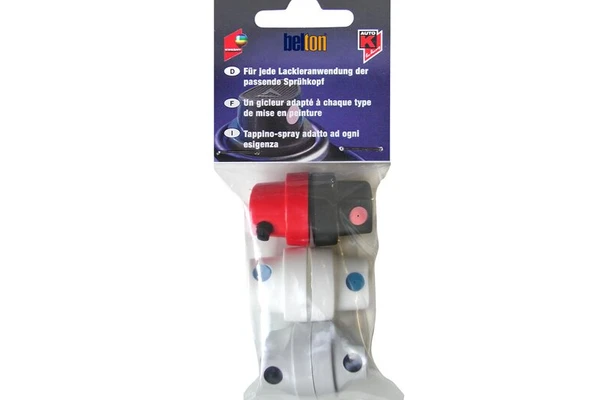 belton
AUTO
K
D Für jede Lackieranwendung der
passende Sprühkopf
F Un gicleur adapté à chaque type
de mise en peinture
I Tappino-spray adatto ad ogni
esigenza